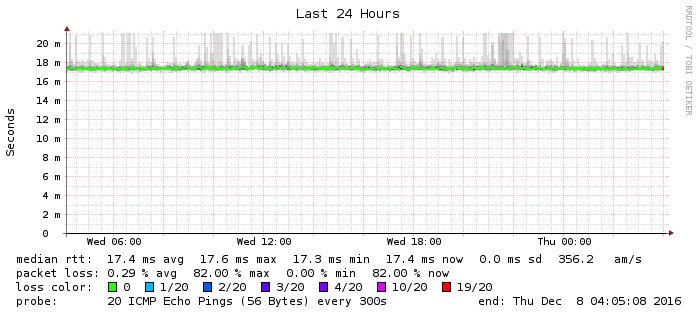 Last 24 Hours
RRDTOOL / TOBI OETIKER
Seconds
20 m
18 m
16 m
14 m
12 m
10 m
8 m
6 m
4 m
2 m
0
Wed 06:00 Wed 12:00 Wed 18:00 Thu 00:00
median rtt: 17.4 ms avg 17.6 ms max 17.3 ms min 17.4 ms now 0.0 ms sd 356.2 am/s
packet loss: 0.29 % avg 82.00 % max 0.00 % min 82.00 % now
loss color: 0 1/20 2/20 3/20 4/20 10/20 19/20
probe: 20 ICMP Echo Pings (56 Bytes) every 300s end: Thu Dec 8 04:05:08 2016